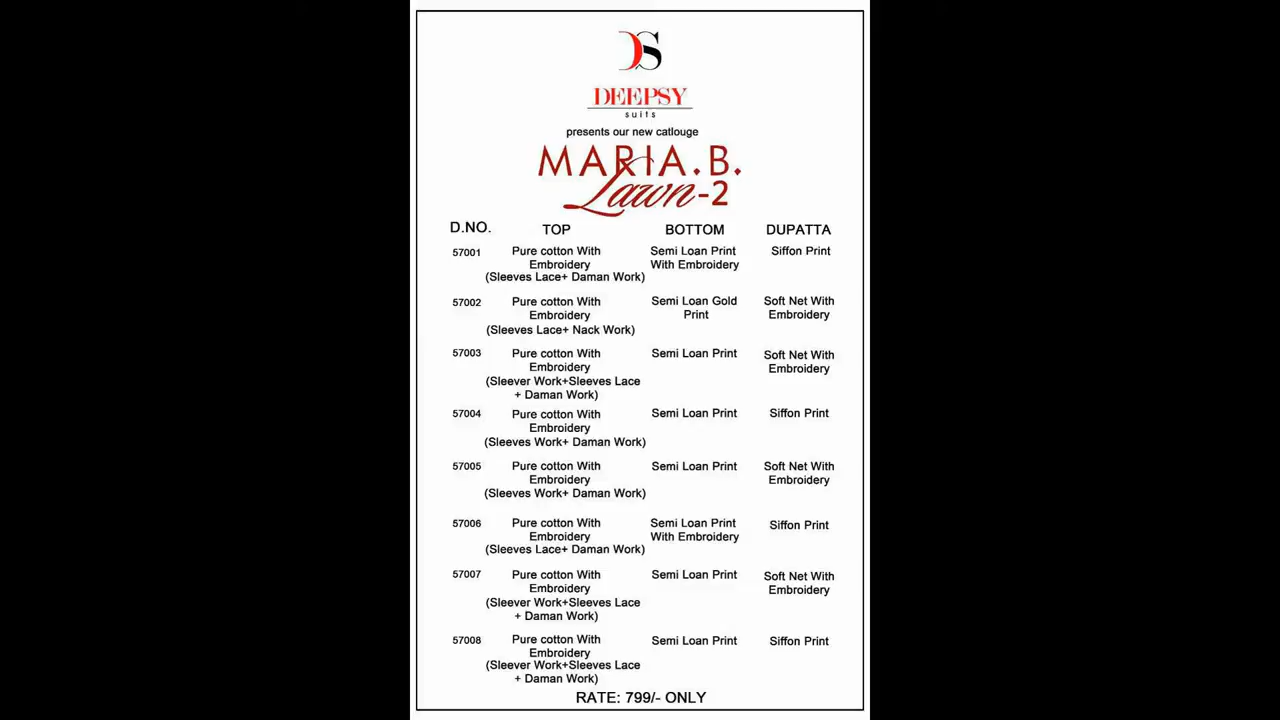 DS
DEEPSY
suits
presents our new catlouge
MARIA.B.
Lawn-2
D.NO. TOP BOTTOM DUPATTA
57001 Pure cotton With Semi Loan Print Siffon Print
Embroidery With Embroidery
(Sleeves Lace+ Daman Work)
57002 Pure cotton With Semi Loan Gold Soft Net With
Embroidery Print Embroidery
(Sleeves Lace+ Nack Work)
57003 Pure cotton With Semi Loan Print Soft Net With
Embroidery Embroidery
(Sleever Work+Sleeves Lace
+ Daman Work)
57004 Pure cotton With Semi Loan Print Siffon Print
Embroidery
(Sleeves Work+ Daman Work)
57005 Pure cotton With Semi Loan Print Soft Net With
Embroidery Embroidery
(Sleeves Work+ Daman Work)
57006 Pure cotton With Semi Loan Print Siffon Print
Embroidery With Embroidery
(Sleeves Lace+ Daman Work)
57007 Pure cotton With Semi Loan Print Soft Net With
Embroidery Embroidery
(Sleever Work+Sleeves Lace
+ Daman Work)
57008 Pure cotton With Semi Loan Print Siffon Print
Embroidery
(Sleever Work+Sleeves Lace
+ Daman Work)
RATE: 799/- ONLY